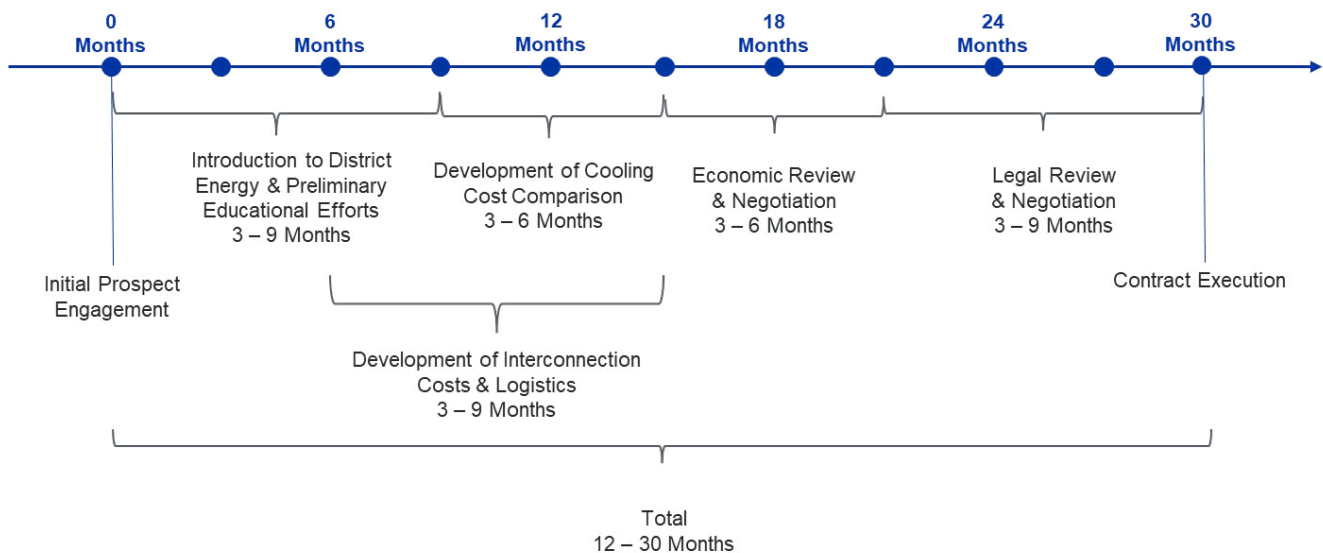 0
Months
6
Months
12
Months
18
Months
24
Months
30
Months
Introduction to District
Energy & Preliminary
Educational Efforts
3 – 9 Months
Development of Cooling
Cost Comparison
3 – 6 Months
Economic Review
& Negotiation
3 – 6 Months
Legal Review
& Negotiation
3 – 9 Months
Initial Prospect
Engagement
Contract Execution
Development of Interconnection
Costs & Logistics
3 – 9 Months
Total
12 – 30 Months